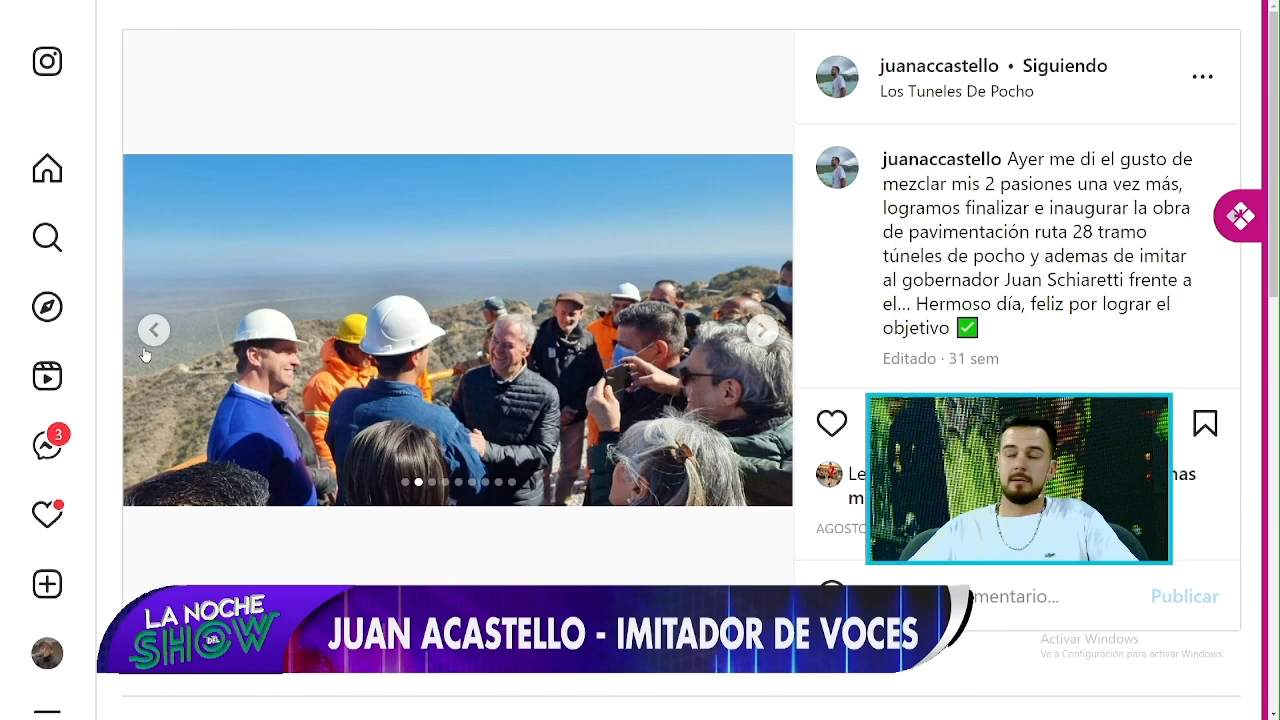 juanaccastello • Siguiendo
Los Tuneles De Pocho
juanaccastello Ayer me di el gusto de
mezclar mis 2 pasiones una vez más,
logramos finalizar e inaugurar la obra
de pavimentación ruta 28 tramo
túneles de pocho y ademas de imitar
al gobernador Juan Schiaretti frente a
el... Hermoso día, feliz por lograr el
objetivo ✅
Editado · 31 sem
3
Le
nas
m
AGOSTO
mentario...
Publicar
LA NOCHE
DEL
SHOW
JUAN ACASTELLO - IMITADOR DE VOCES
Activar Windows
Ve a Configuración para activar Windows.